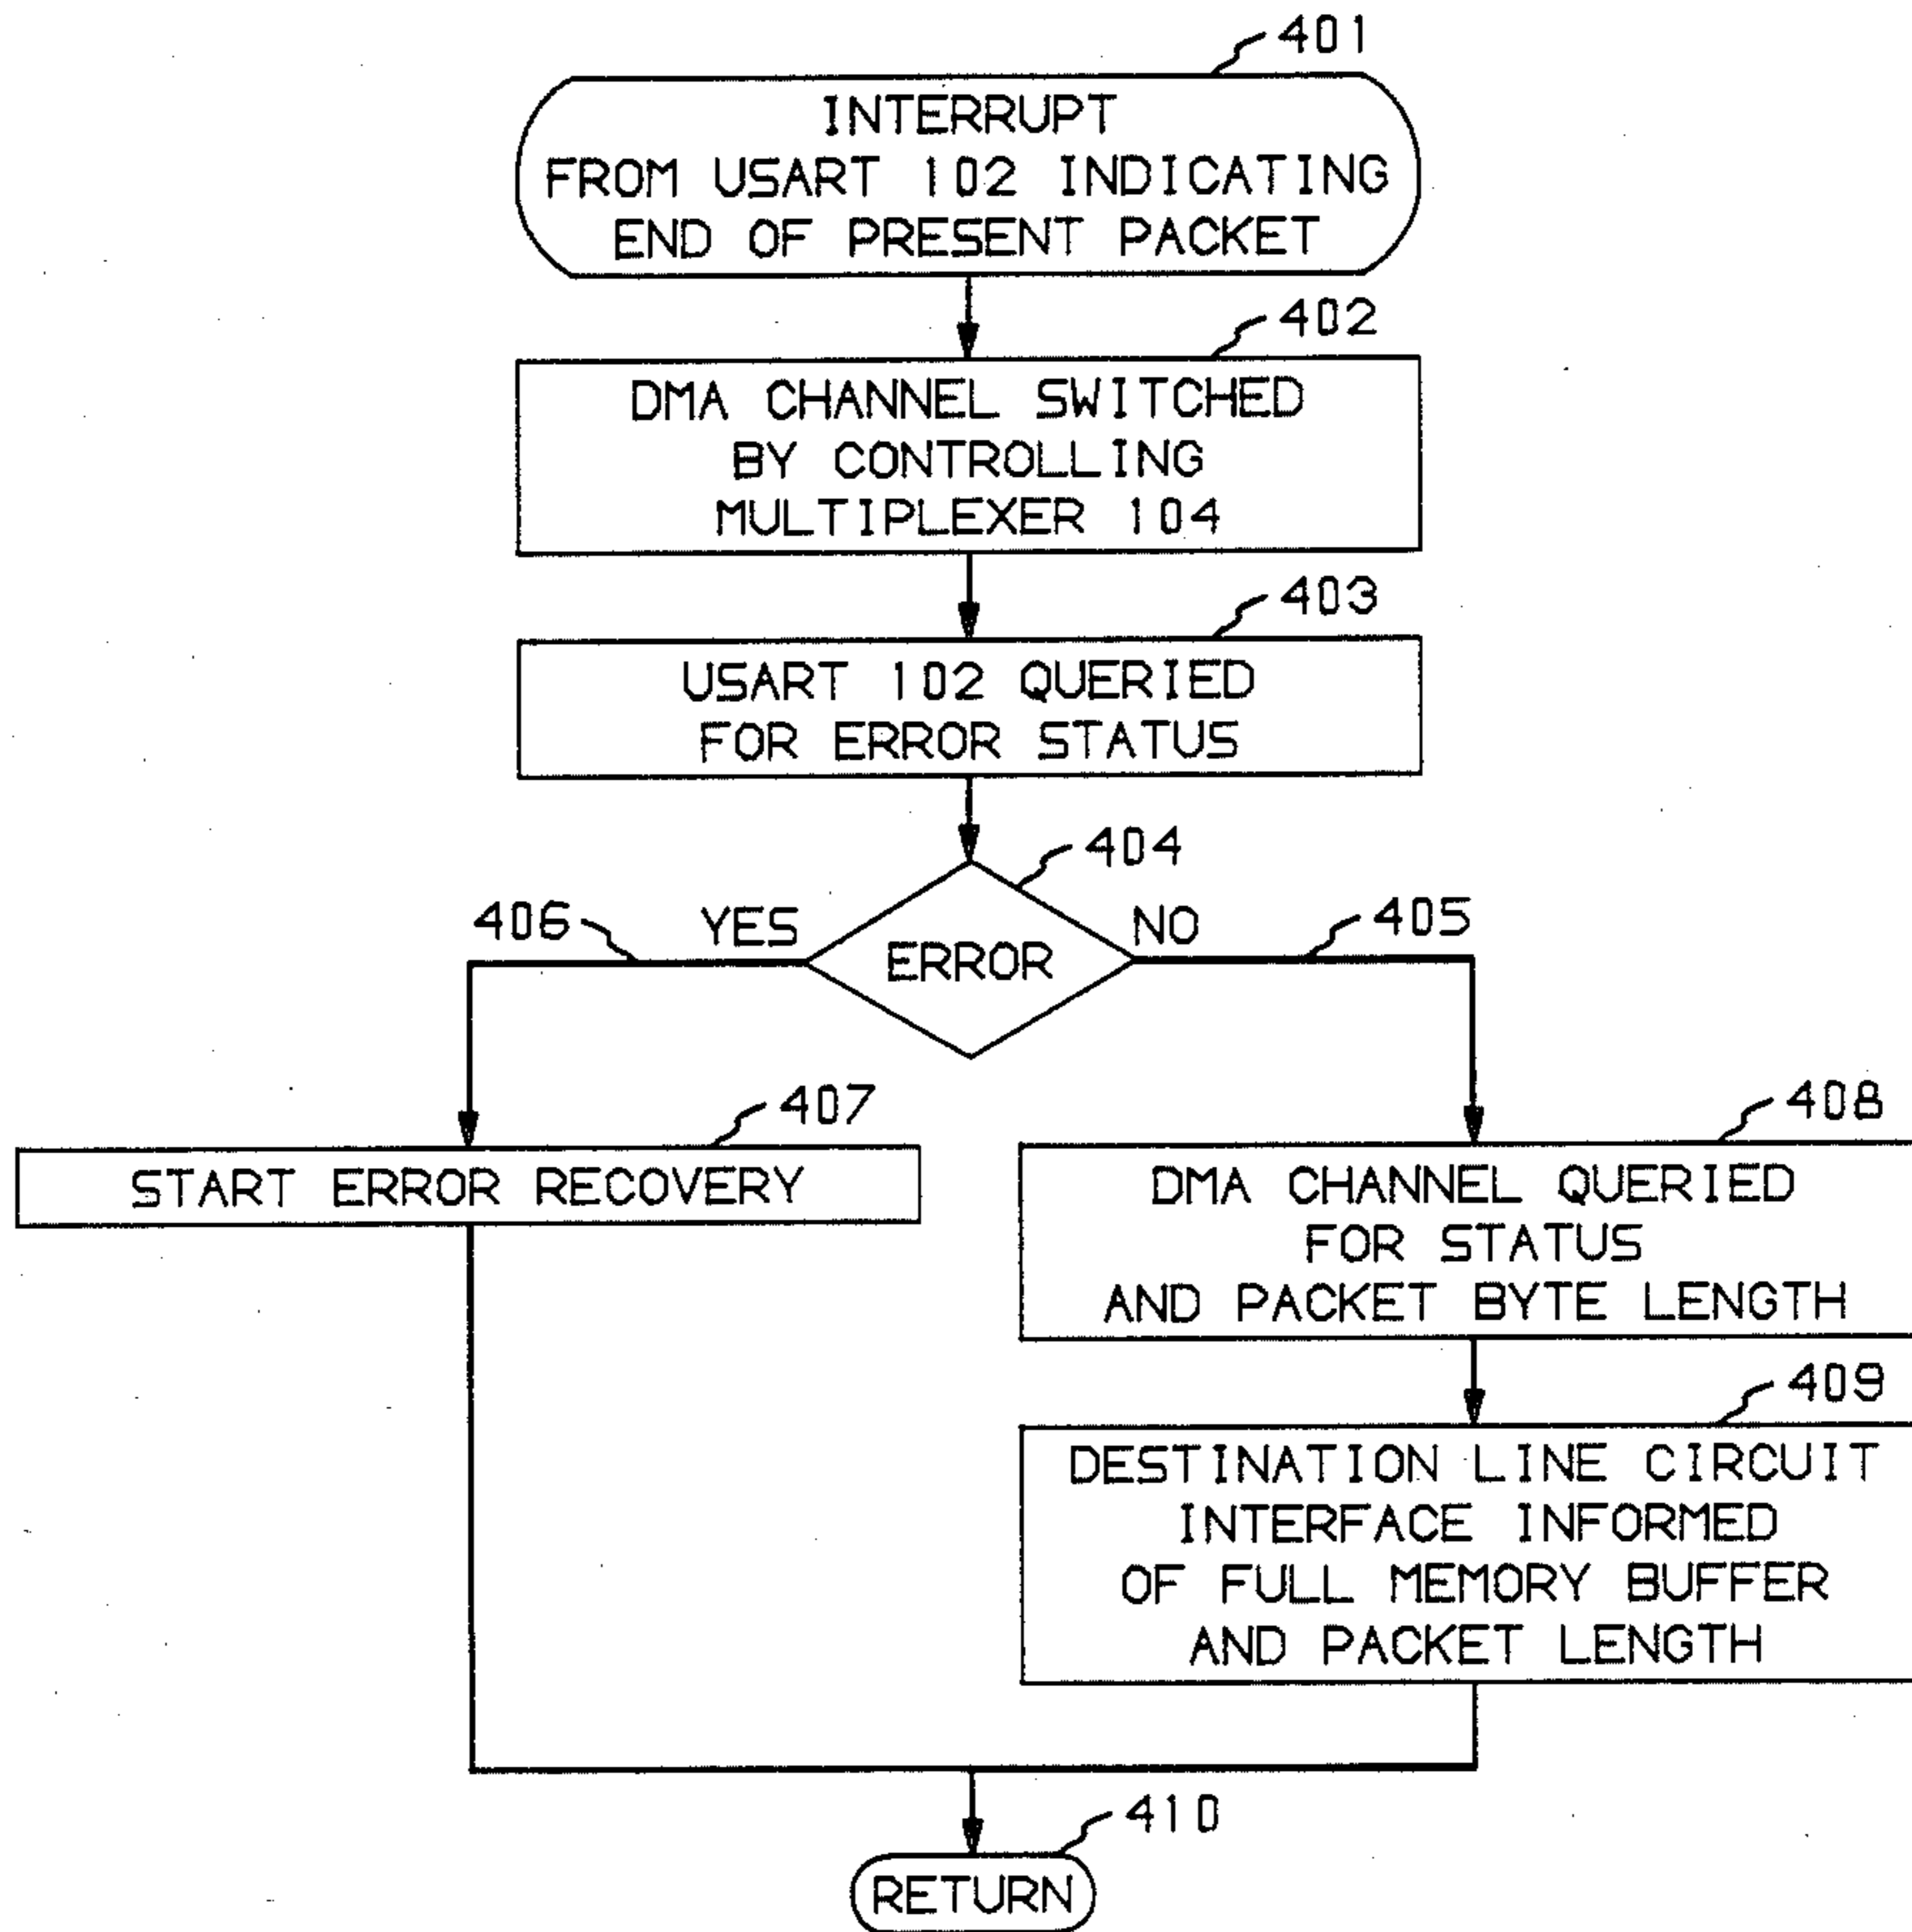 401
INTERRUPT
FROM USART 102 INDICATING
END OF PRESENT PACKET
402
DMA CHANNEL SWITCHED
BY CONTROLLING
MULTIPLEXER 104
403
USART 102 QUERIED
FOR ERROR STATUS
404
406
YES
ERROR
NO
405
407
START ERROR RECOVERY
408
DMA CHANNEL QUERIED
FOR STATUS
AND PACKET BYTE LENGTH
409
DESTINATION LINE CIRCUIT
INTERFACE INFORMED
OF FULL MEMORY BUFFER
AND PACKET LENGTH
410
RETURN